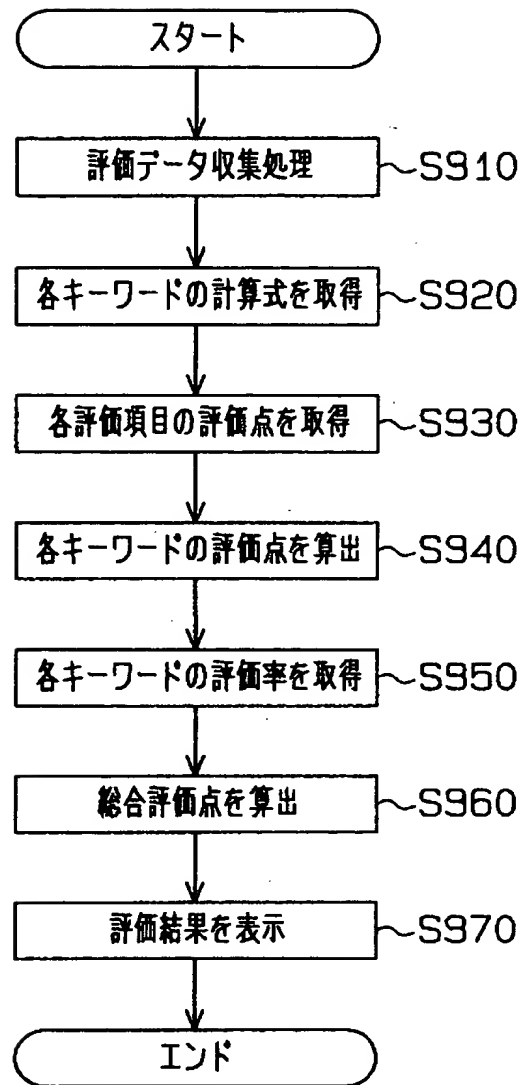 スタート
評価データ収集処理 ~S910
各キーワードの計算式を取得 ~S920
各評価項目の評価点を取得 ~S930
各キーワードの評価点を算出 ~S940
各キーワードの評価率を取得 ~S950
総合評価点を算出 ~S960
評価結果を表示 ~S970
エンド